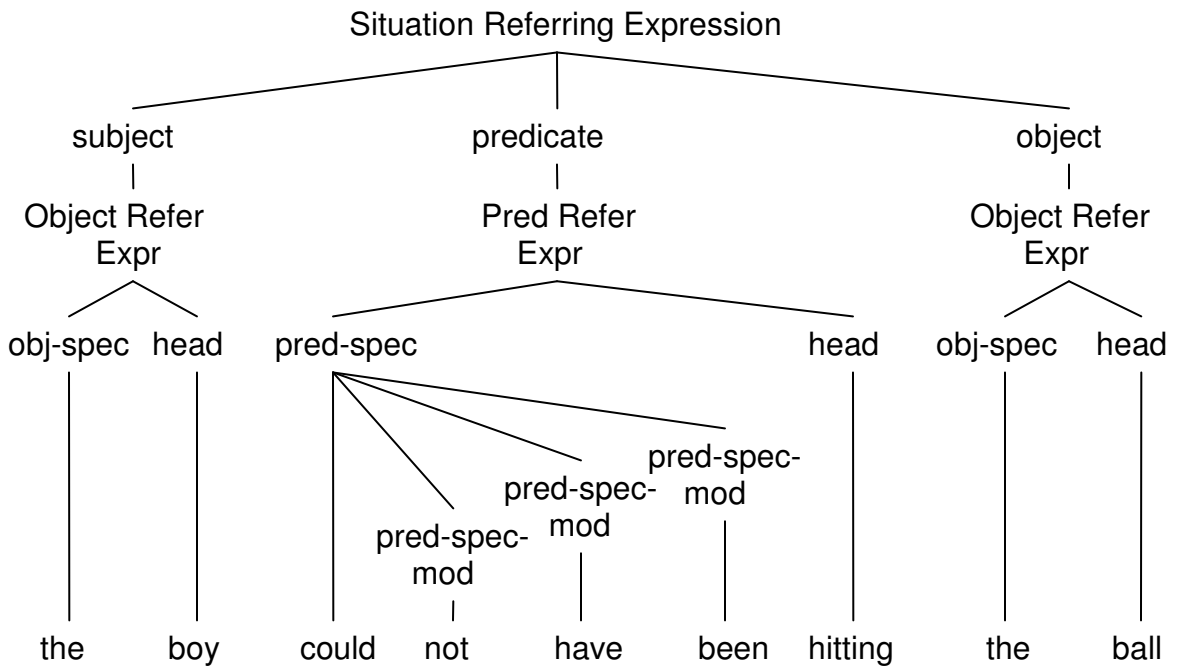 Situation Referring Expression
subject predicate object
Object Refer Expr Pred Refer Expr Object Refer Expr
obj-spec head pred-spec head obj-spec head
pred-spec-mod
pred-spec-mod
pred-spec-mod
the boy could not have been hitting the ball